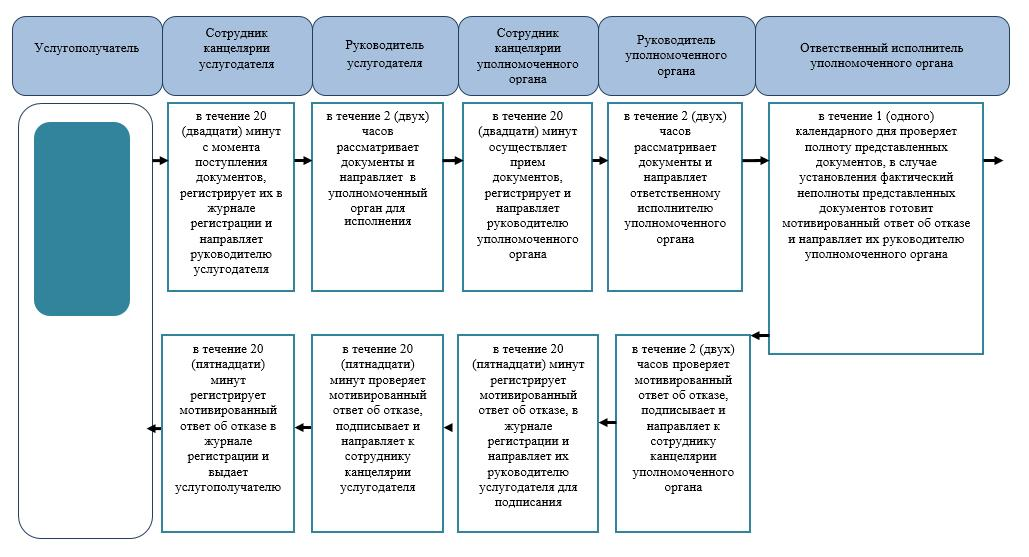 Услугополучатель
Сотрудник
канцелярии
услугодателя
Руководитель
услугодателя
Сотрудник
канцелярии
уполномоченного
органа
Руководитель
уполномоченного
органа
Ответственный исполнитель
уполномоченного органа
в течение 20
(двадцати) минут
с момента
поступления
документов,
регистрирует их в
журнале
регистрации и
направляет
руководителю
услугодателя
в течение 2 (двух)
часов
рассматривает
документы и
направляет в
уполномоченный
орган для
исполнения
в течение 20
(двадцати) минут
осуществляет
прием
документов,
регистрирует и
направляет
руководителю
уполномоченного
органа
в течение 2 (двух)
часов
рассматривает
документы и
направляет
ответственному
исполнителю
уполномоченного
органа
в течение 1 (одного)
календарного дня проверяет
полноту представленных
документов, в случае
установления фактический
неполноты представленных
документов готовит
мотивированный ответ об отказе
и направляет их руководителю
уполномоченного органа
в течение 20
(пятнадцати)
минут
регистрирует
мотивированный
ответ об отказе в
журнале
регистрации и
выдает
услугополучателю
в течение 20
(пятнадцати)
минут проверяет
мотивированный
ответ об отказе,
подписывает и
направляет к
сотруднику
канцелярии
услугодателя
в течение 20
(пятнадцати) минут
регистрирует
мотивированный
ответ об отказе, в
журнале
регистрации и
направляет их
руководителю
услугодателя для
подписания
в течение 2 (двух)
часов проверяет
мотивированный
ответ об отказе,
подписывает и
направляет к
сотруднику
канцелярии
уполномоченного
органа